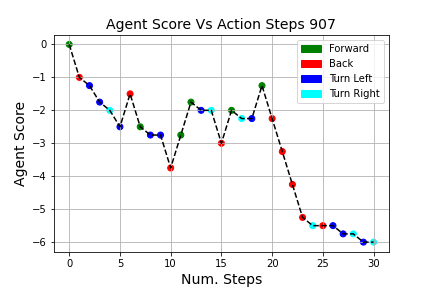 Agent Score Vs Action Steps 907
Forward
Back
Turn Left
Turn Right
0
−1
−2
−3
−4
−5
−6
Agent Score
0 5 10 15 20 25 30
Num. Steps